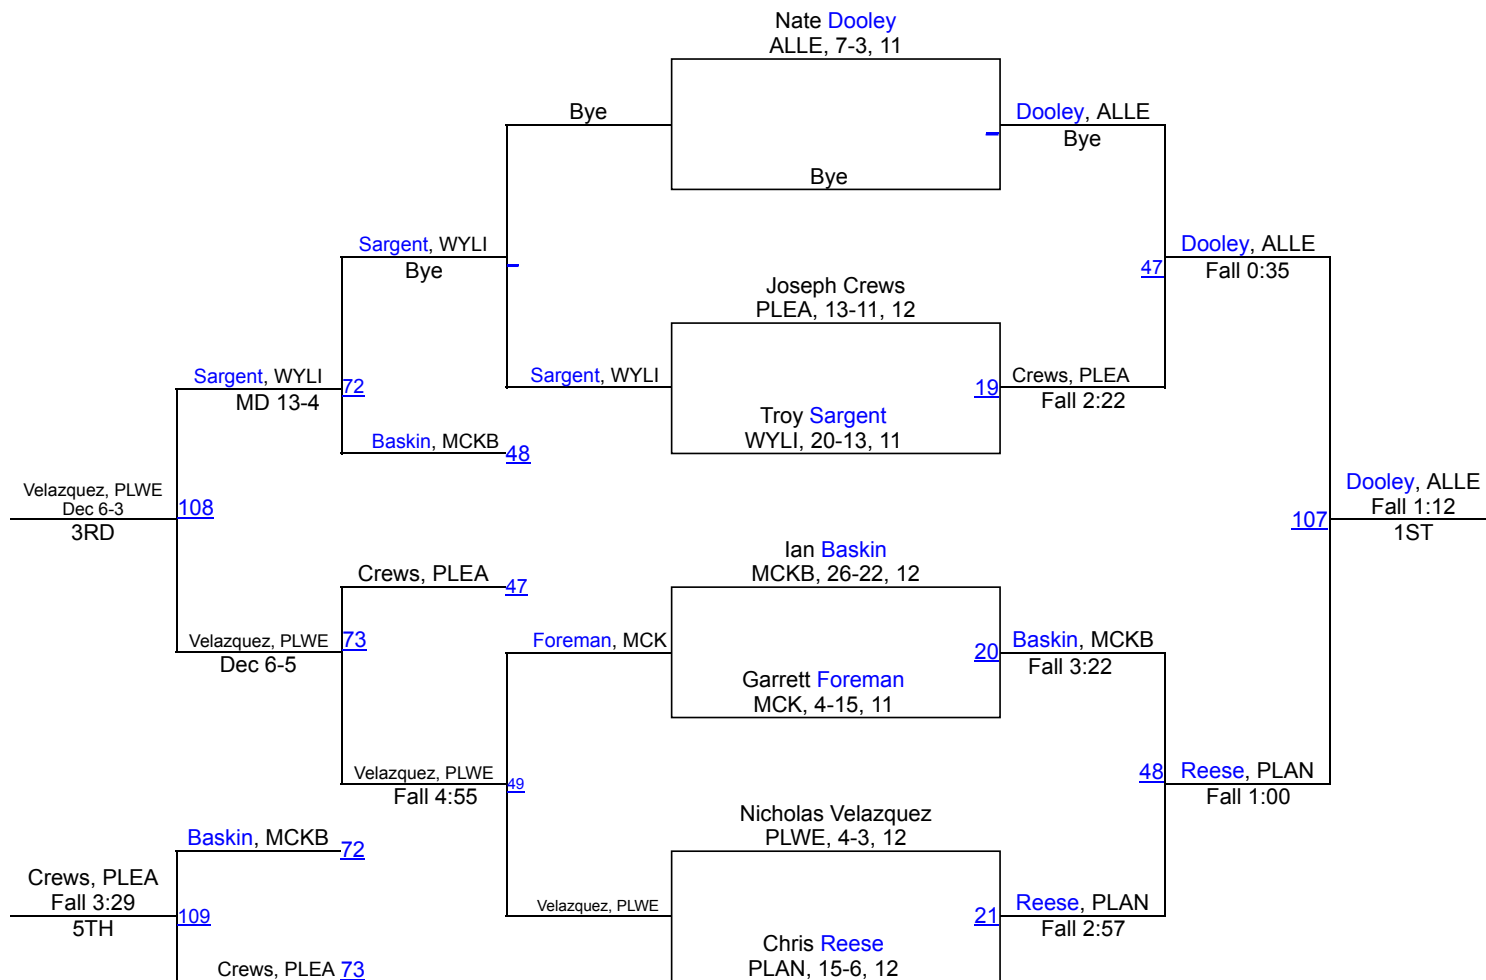 Nate Dooley
ALLE, 7-3, 11
Bye
Dooley, ALLE
Bye
Bye
Sargent, WYLI
Bye
Dooley, ALLE
47
Fall 0:35
Joseph Crews
PLEA, 13-11, 12
Sargent, WYLI
72
MD 13-4
Sargent, WYLI
19
Crews, PLEA
Fall 2:22
Troy Sargent
WYLI, 20-13, 11
Baskin, MCKB
48
Velazquez, PLWE
Dec 6-3
108
3RD
Dooley, ALLE
Fall 1:12
107
1ST
Ian Baskin
MCKB, 26-22, 12
Crews, PLEA
47
Velazquez, PLWE
73
Dec 6-5
Foreman, MCK
20
Baskin, MCKB
Fall 3:22
Garrett Foreman
MCK, 4-15, 11
Velazquez, PLWE
49
Fall 4:55
48
Reese, PLAN
Fall 1:00
Nicholas Velazquez
PLWE, 4-3, 12
Baskin, MCKB
72
Crews, PLEA
Fall 3:29
109
5TH
Velazquez, PLWE
21
Reese, PLAN
Fall 2:57
Chris Reese
PLAN, 15-6, 12
Crews, PLEA
73